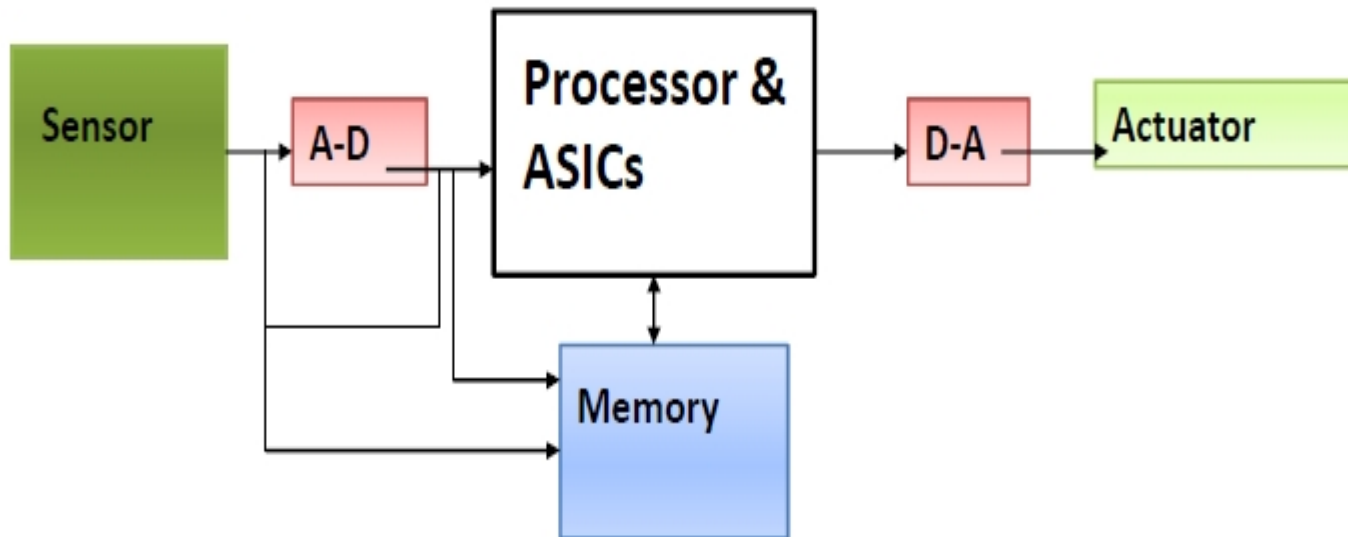 Sensor
A-D
Processor &
ASICs
D-A
Actuator
Memory